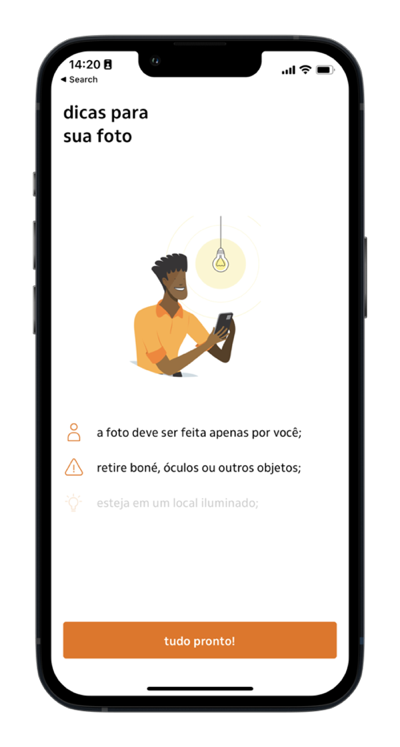 14:20
◀ Search
dicas para
sua foto
a foto deve ser feita apenas por você;
retire boné, óculos ou outros objetos;
esteja em um local iluminado;
tudo pronto!